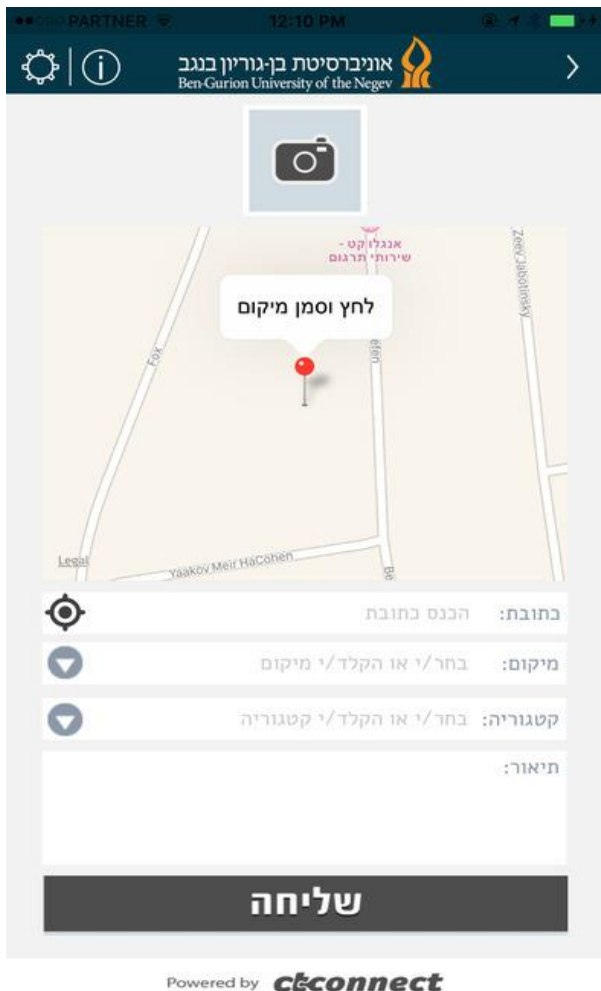 PARTNER
12:10 PM
אוניברסיטת בן-גוריון בנגב
Ben-Gurion University of the Negev
אנגלו קט -
שירותי תרגום
Zeev Jabotinsky
לחץ וסמן מיקום
Fox
Yaakov Meir HaCohen
Be
Legal
כתובת: הכנס כתובת
מיקום: בחר/י או הקלד/י מיקום
קטגוריה: בחר/י או הקלד/י קטגוריה
תיאור:
שליחה
Powered by ctconnect